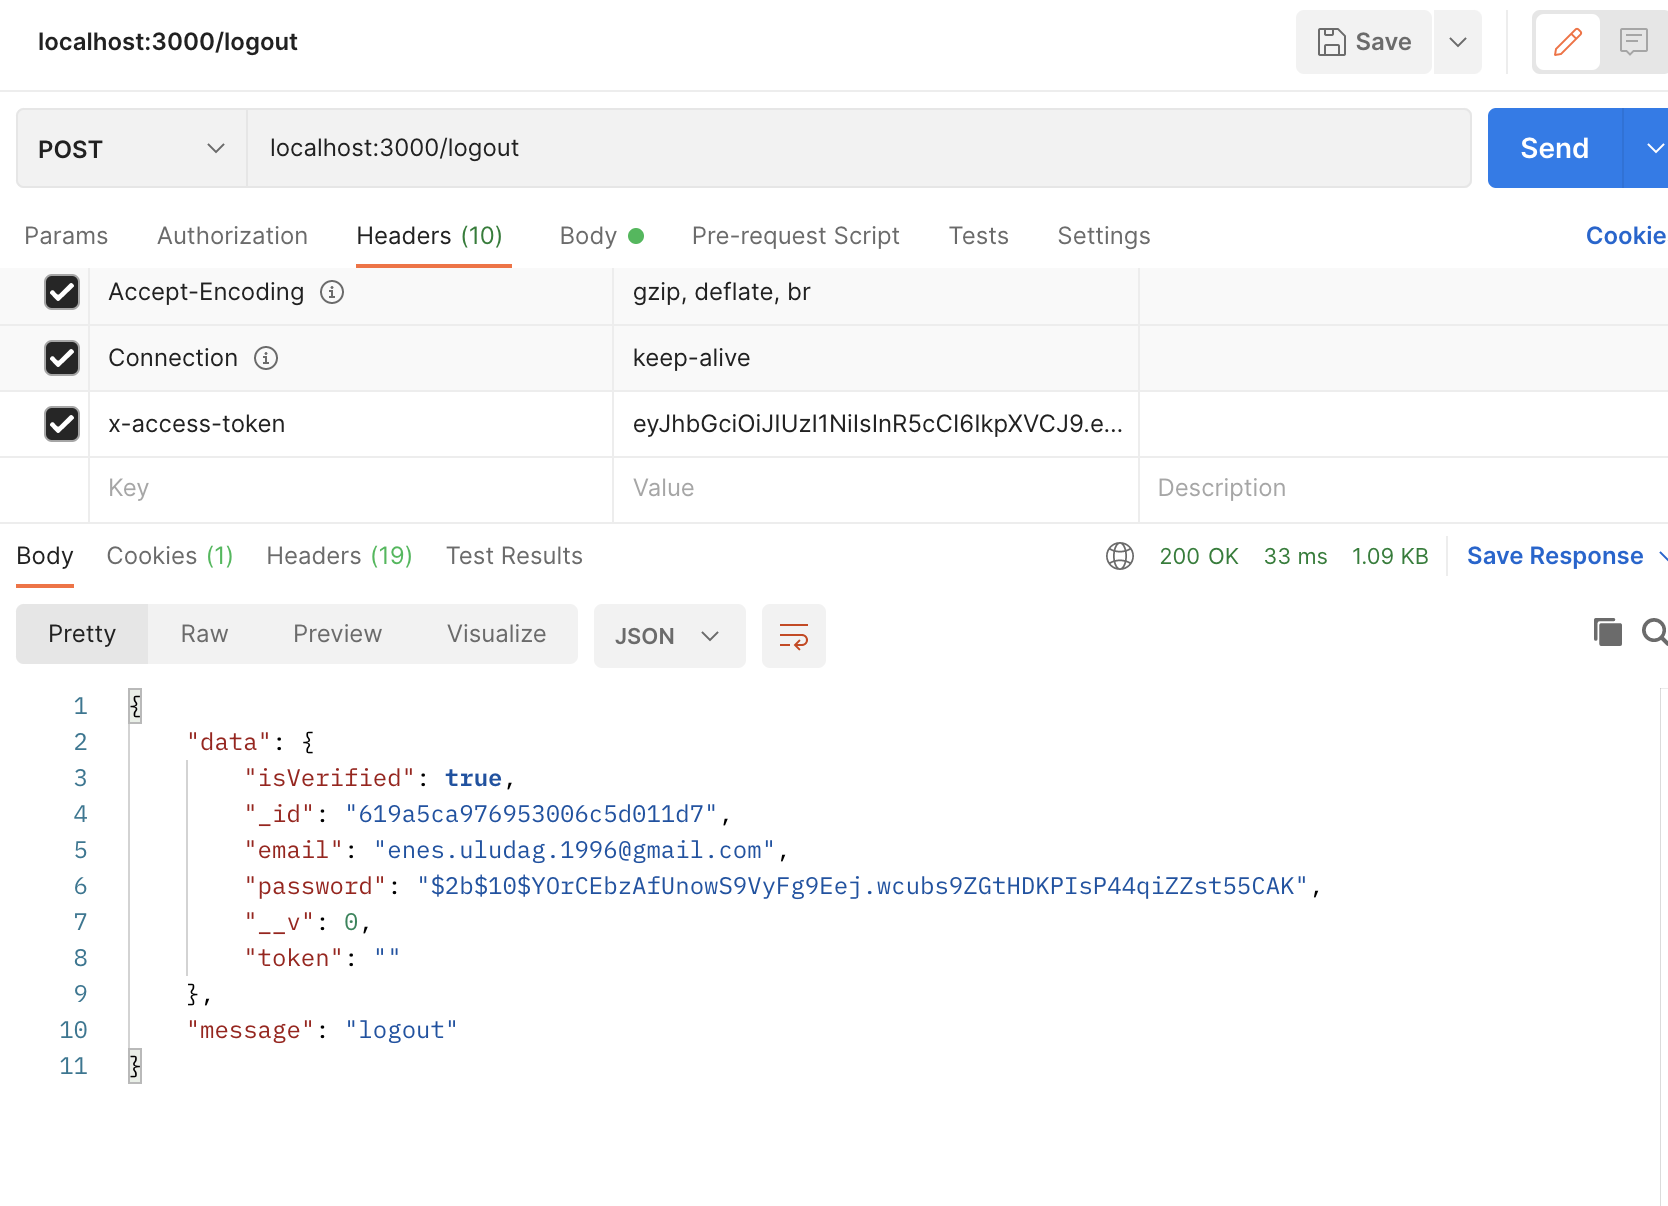 localhost:3000/logout
Save
POST
localhost:3000/logout
Send
Params Authorization Headers (10) Body Pre-request Script Tests Settings Cookie
Accept-Encoding gzip, deflate, br
Connection keep-alive
x-access-token eyJhbGciOiJIUzI1NiIsInR5cCI6IkpXVCJ9.e...
Key Value Description
Body Cookies (1) Headers (19) Test Results 200 OK 33 ms 1.09 KB Save Response
Pretty Raw Preview Visualize JSON
1 {
2 "data": {
3 "isVerified": true,
4 "_id": "619a5ca976953006c5d011d7",
5 "email": "enes.uludag.1996@gmail.com",
6 "password": "$2b$10$YOrCEbzAfUnowS9VyFg9Eej.wcubs9ZGtHDKPIsP44qiZZst55CAK",
7 "__v": 0,
8 "token": ""
9 },
10 "message": "logout"
11 }